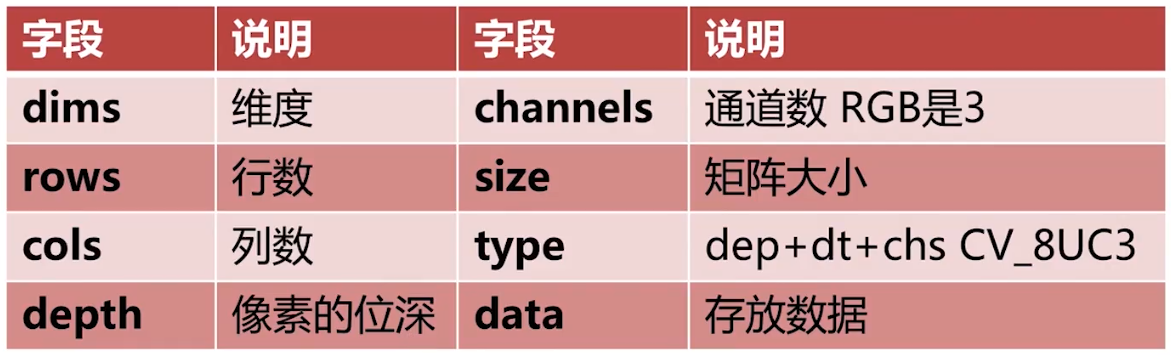 字段 说明 字段 说明
dims 维度 channels 通道数 RGB是3
rows 行数 size 矩阵大小
cols 列数 type dep+dt+chs CV_8UC3
depth 像素的位深 data 存放数据